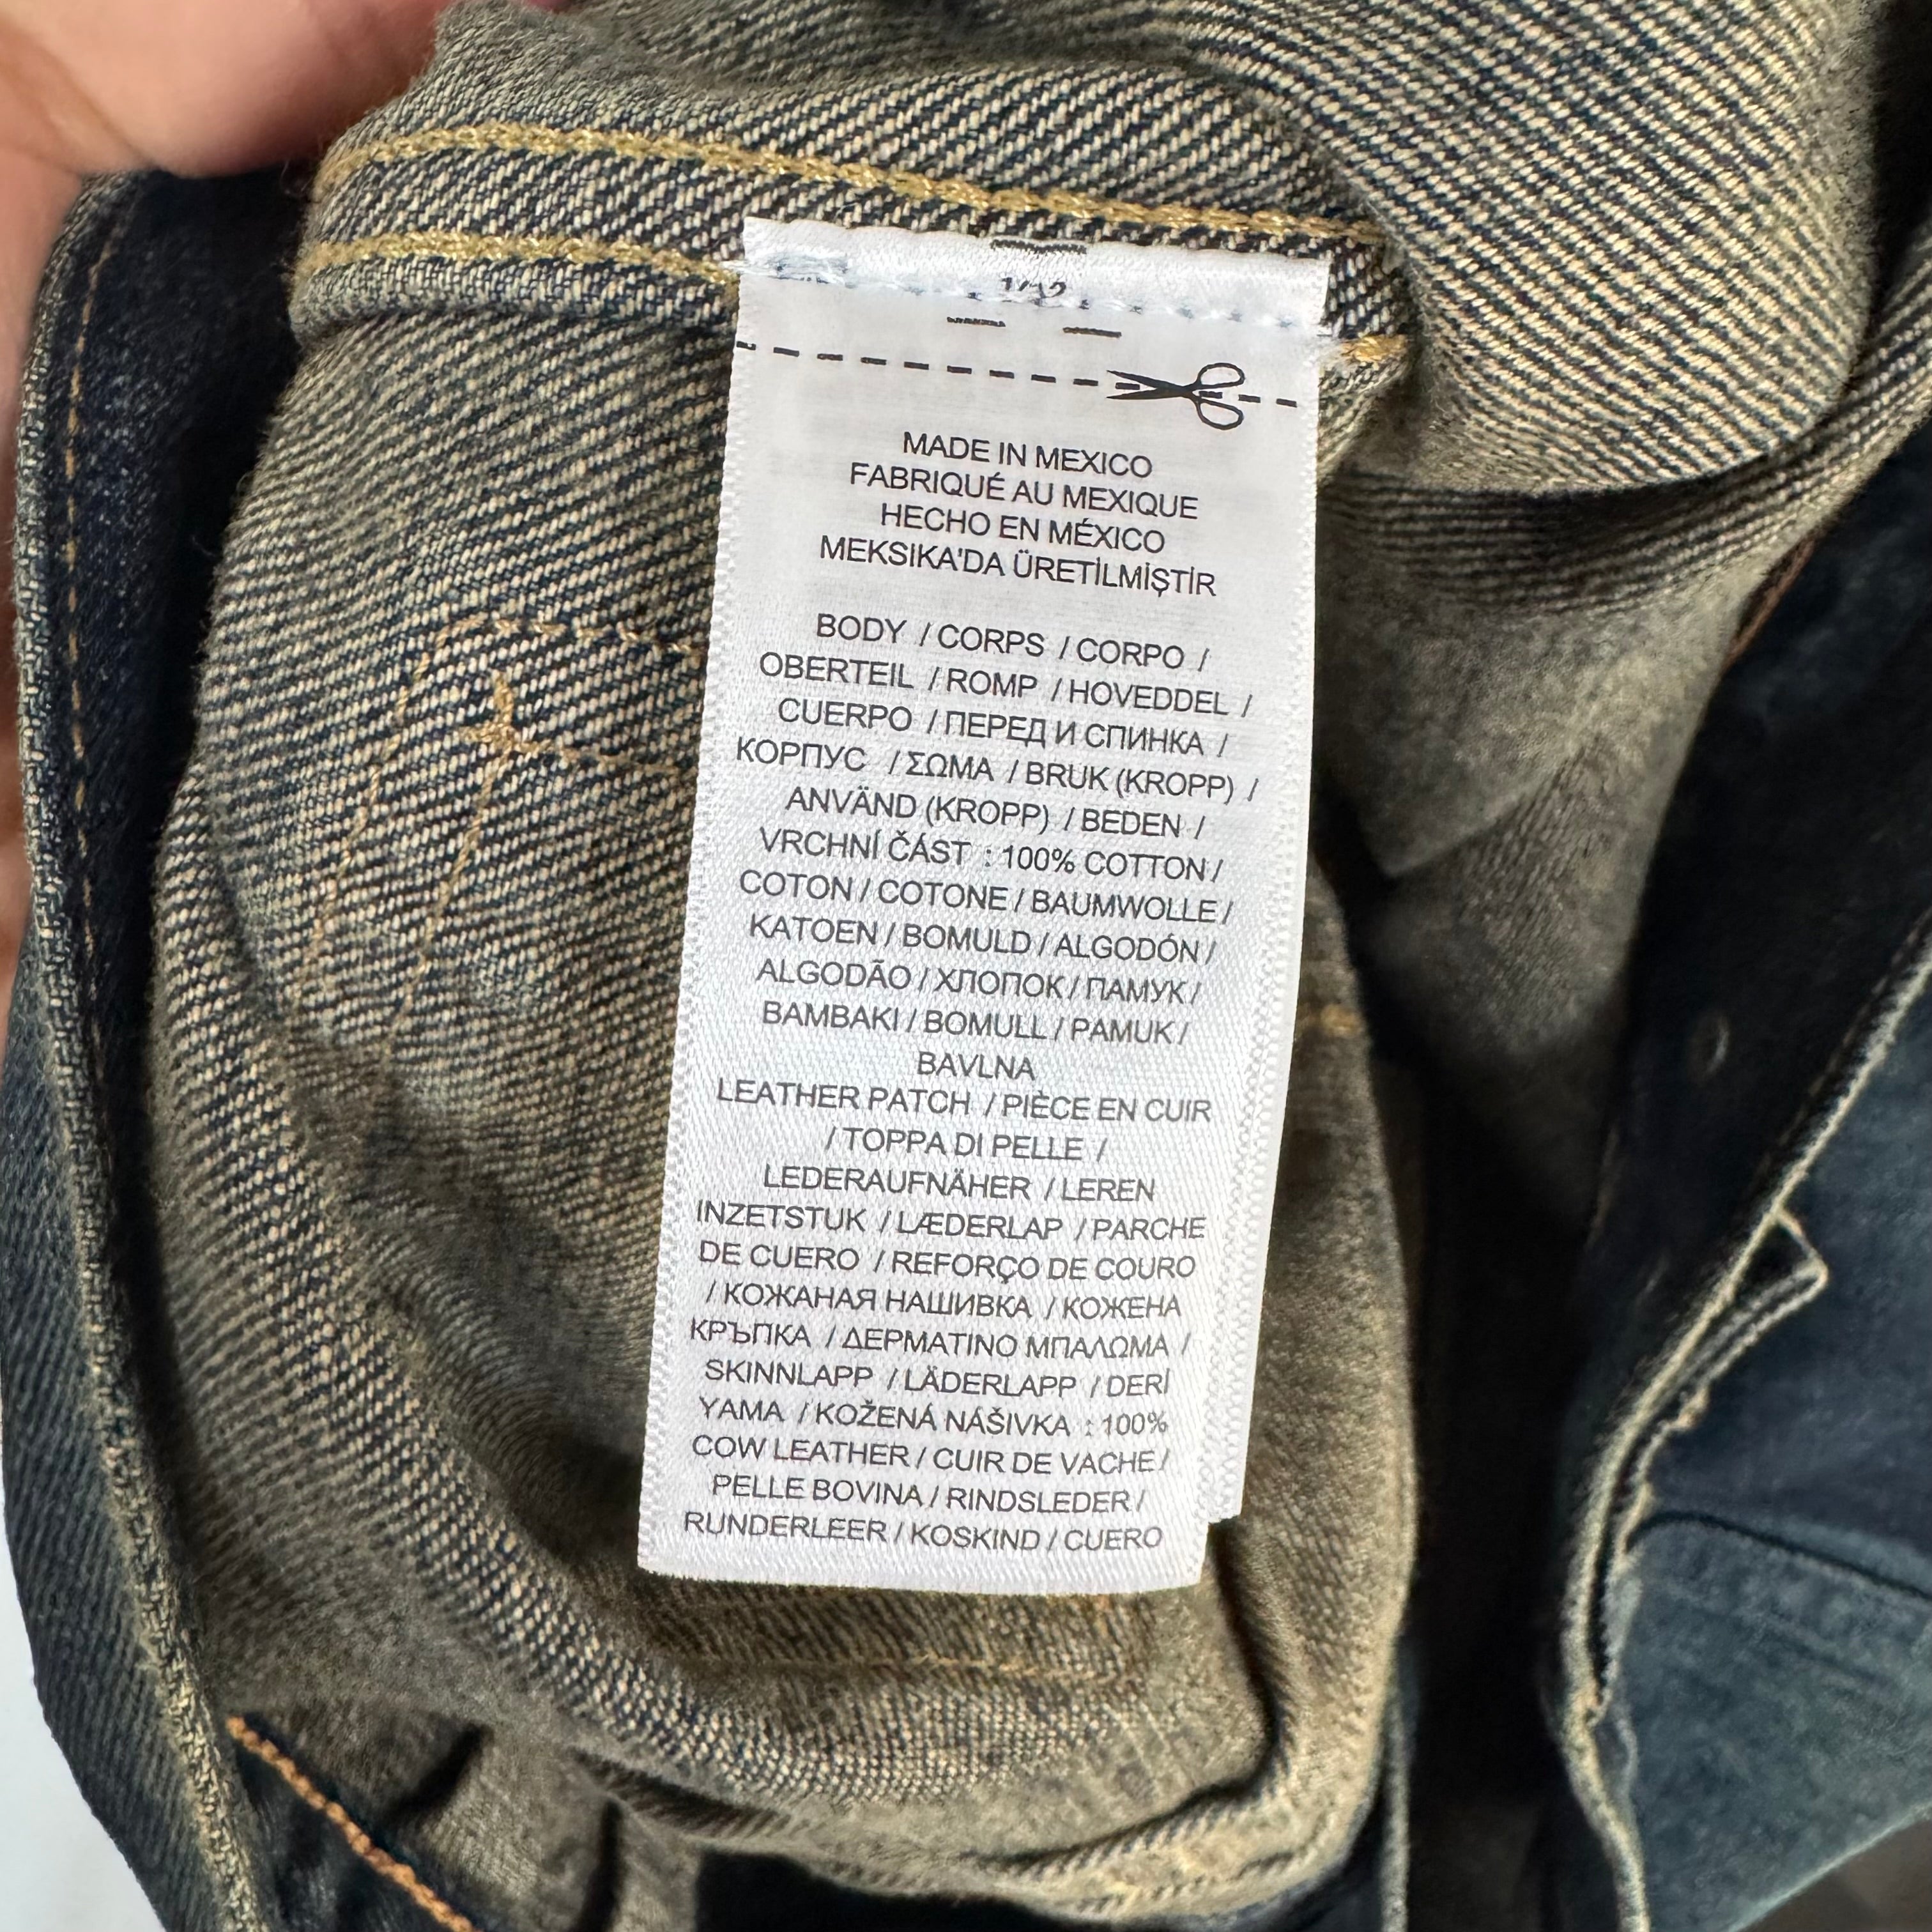 MADE IN MEXICO
FABRIQUÉ AU MEXIQUE
HECHO EN MÉXICO
MEKSIKA'DA ÜRETİLMİŞTİR
BODY / CORPS / CORPO /
OBERTEIL / ROMP / HOVEDDEL /
CUERPO / ПЕРЕД И СПИНКА /
КОРПУС / ΣΩΜΑ / BRUK (KROPP) /
ANVÄND (KROPP) / BEDEN /
VRCHNÍ ČÁST : 100% COTTON /
COTON / COTONE / BAUMWOLLE /
KATOEN / BOMULD / ALGODÓN /
ALGODÃO / ХЛОПОК / ПАМУК /
ΒΑΜΒΑΚΙ / BOMULL / PAMUK /
BAVLNA
LEATHER PATCH / PIÈCE EN CUIR
/ TOPPA DI PELLE /
LEDERAUFNÄHER / LEREN
INZETSTUK / LÆDERLAP / PARCHE
DE CUERO / REFORÇO DE COURO
/ КОЖАНАЯ НАШИВКА / КОЖЕНА
КРЪПКА / ΔΕΡΜΑΤΙΝΟ ΜΠΑΛΩΜΑ /
SKINNLAPP / LÄDERLAPP / DERİ
YAMA / KOŽENÁ NÁŠIVKA : 100%
COW LEATHER / CUIR DE VACHE /
PELLE BOVINA / RINDSLEDER /
RUNDERLEER / KOSKIND / CUERO